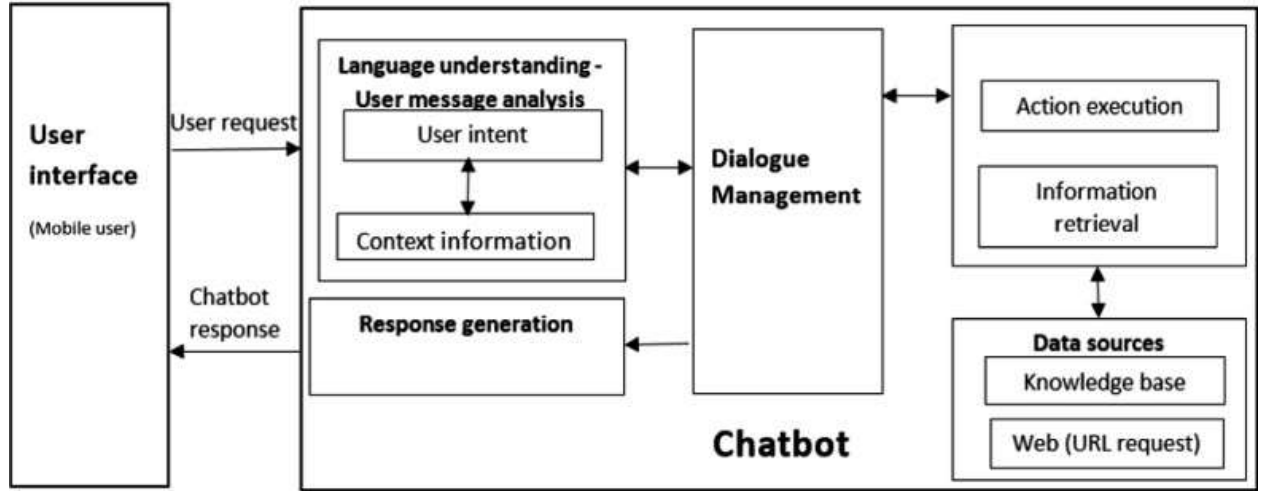 User
interface
(Mobile user)
User request
Chatbot
response
Language understanding -
User message analysis
User intent
Context information
Response generation
Dialogue
Management
Action execution
Information
retrieval
Data sources
Knowledge base
Web (URL request)
Chatbot